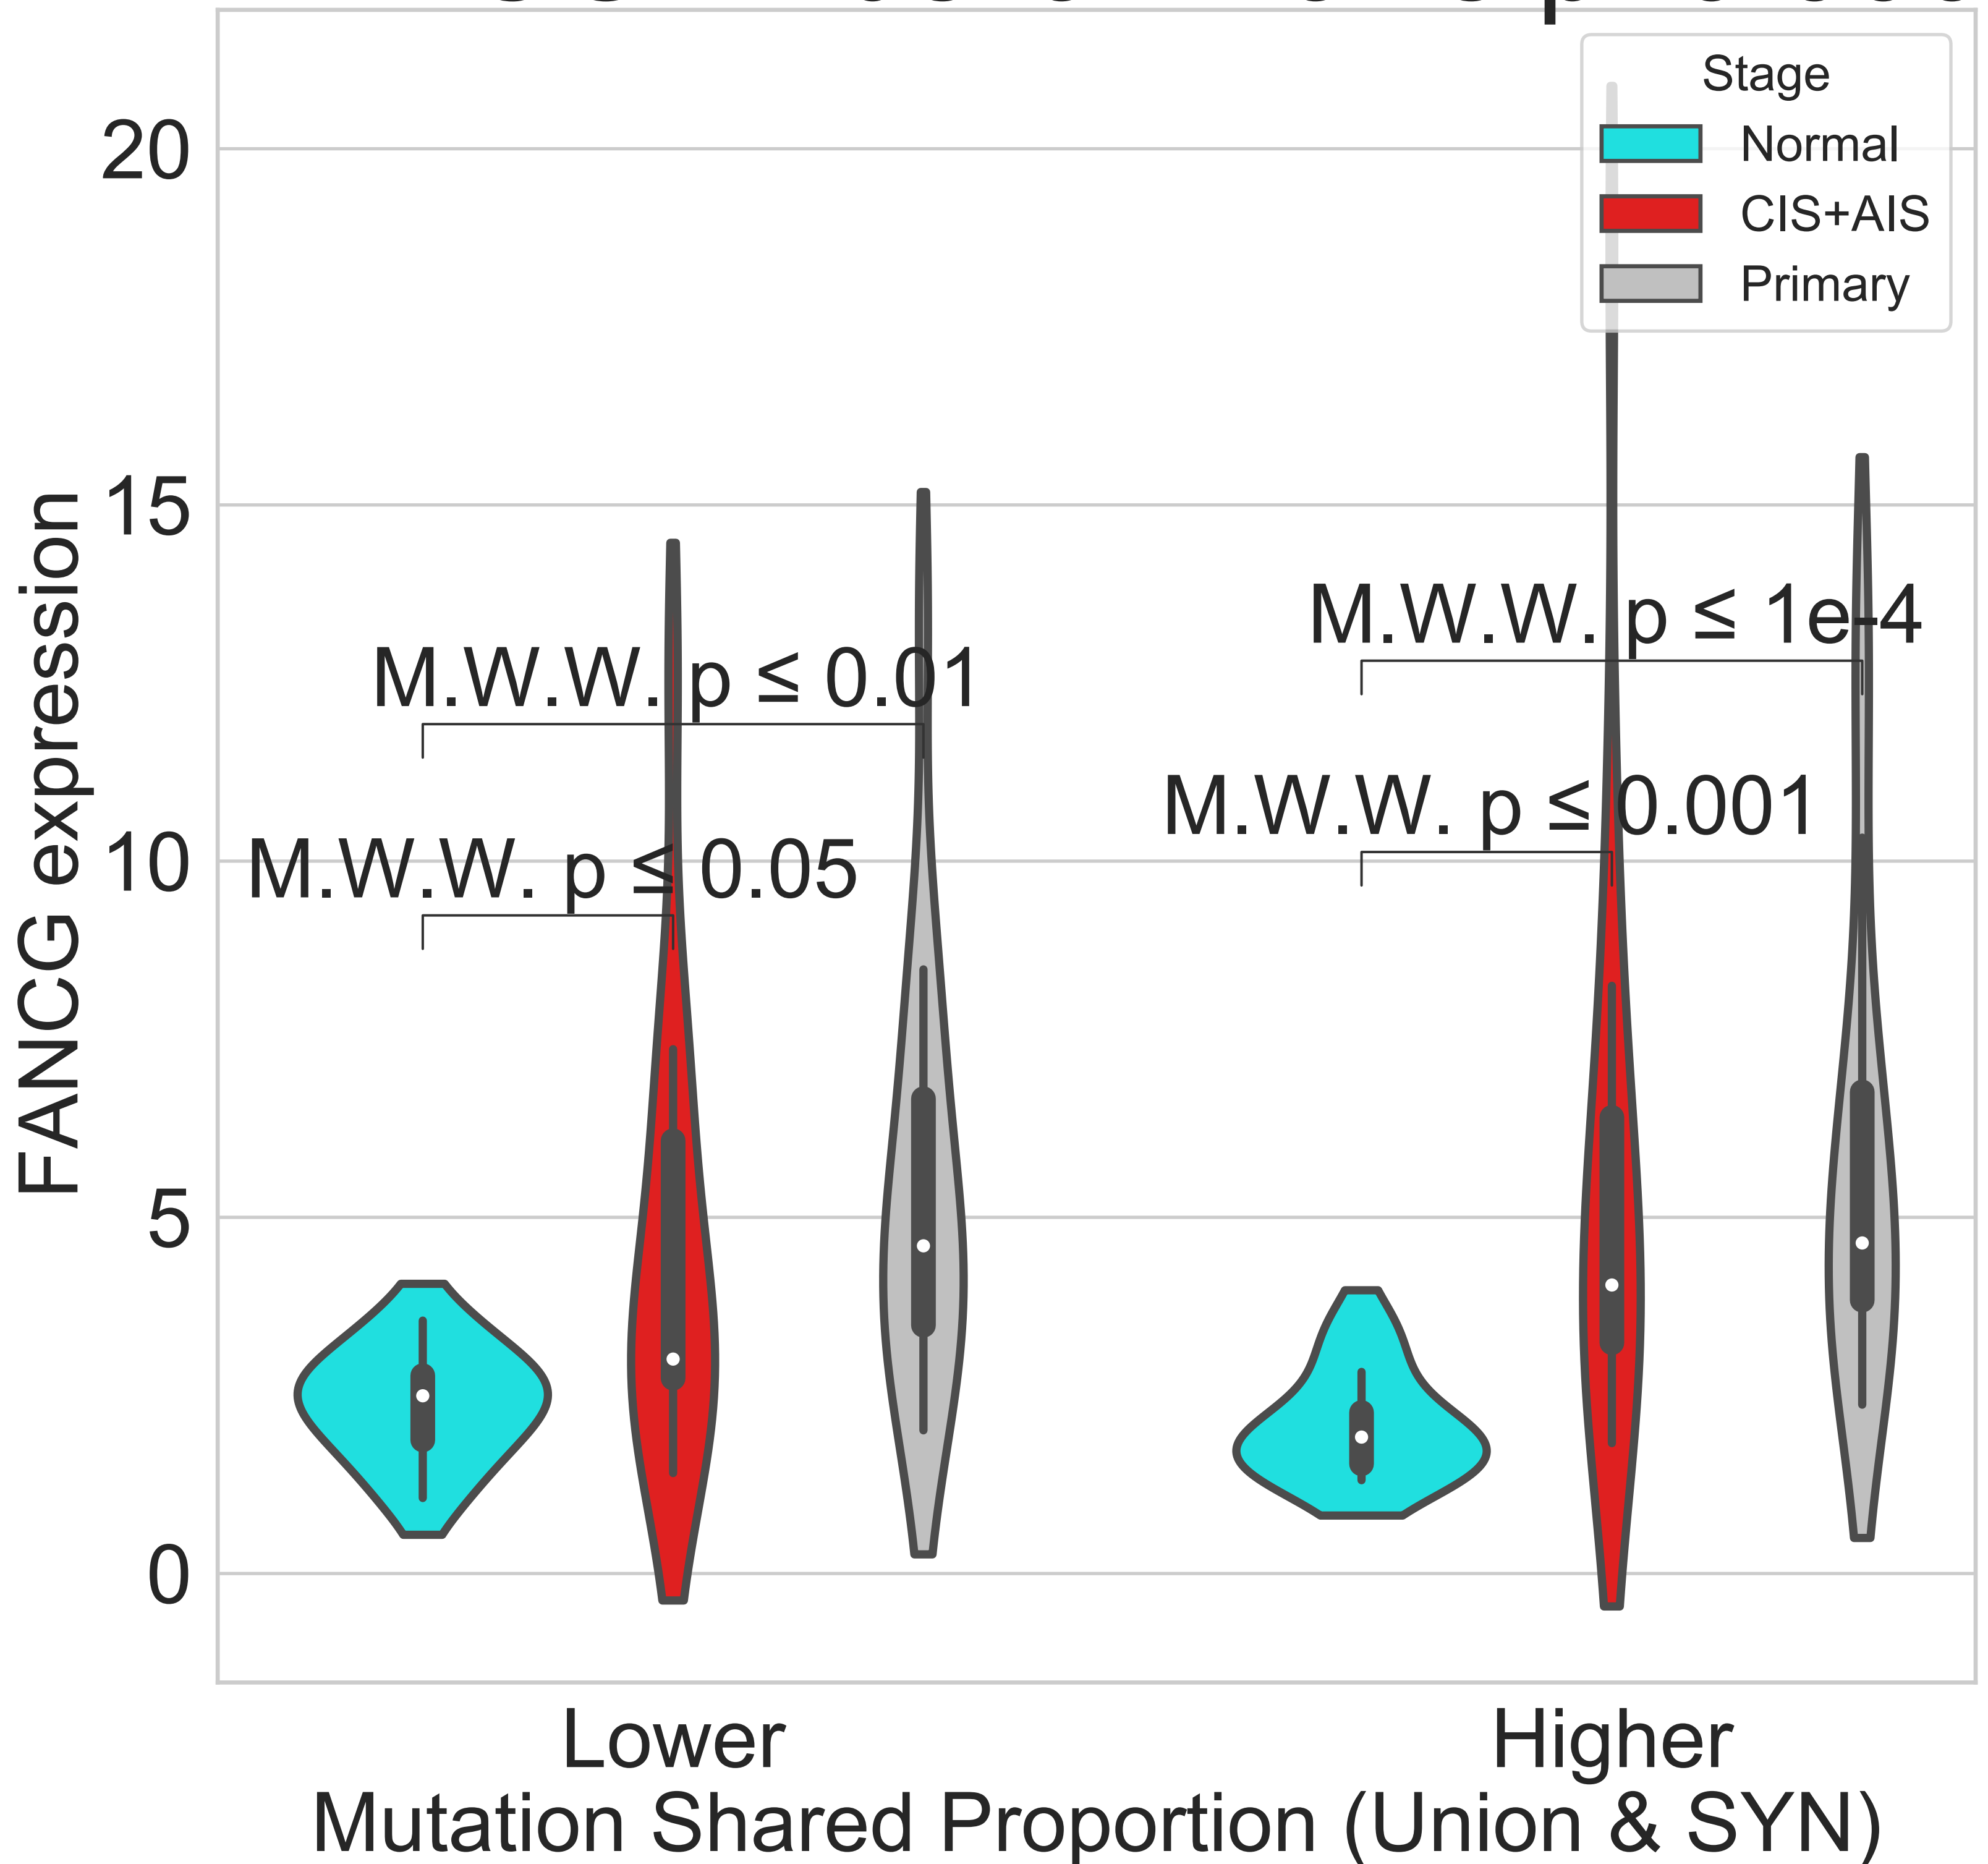 Stage
Normal
CIS+AIS
Primary
20
15
10
5
0
FANCG expression
M.W.W. p ≤ 0.01
M.W.W. p ≤ 0.05
M.W.W. p ≤ 1e-4
M.W.W. p ≤ 0.001
Lower
Higher
Mutation Shared Proportion (Union & SYN)